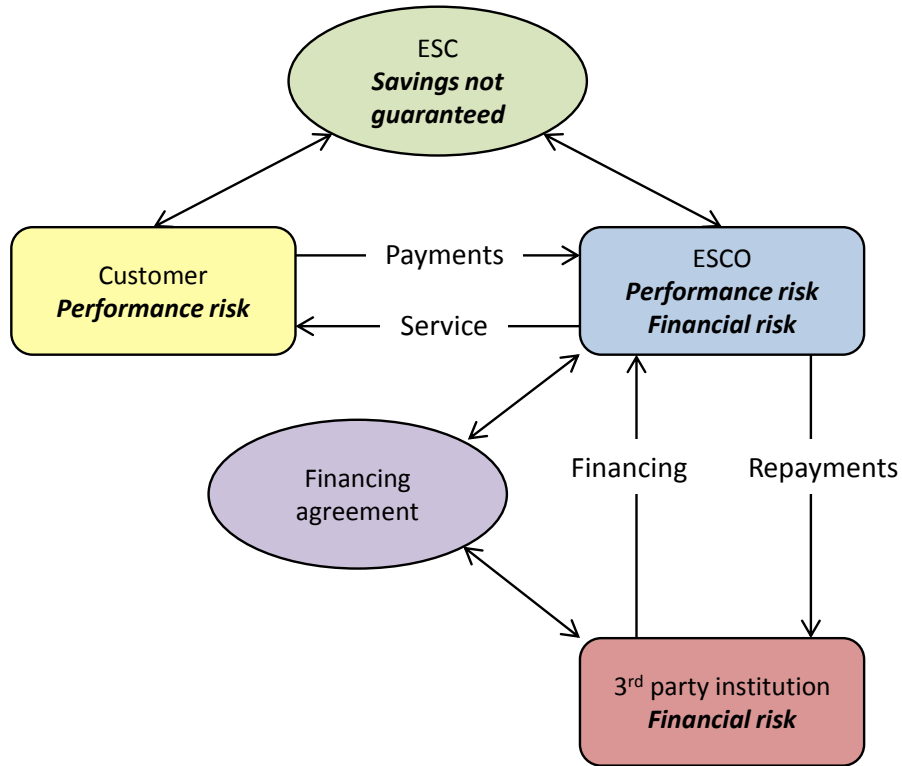 ESC
Savings not
guaranteed
Customer
Performance risk
Payments
Service
ESCO
Performance risk
Financial risk
Financing
agreement
Financing
Repayments
3rd party institution
Financial risk